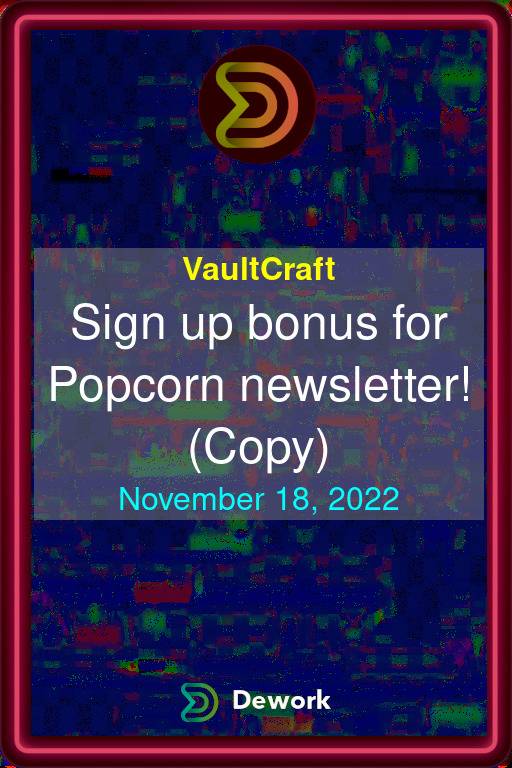 VaultCraft
Sign up bonus for
Popcorn newsletter!
(Copy)
November 18, 2022
Dework